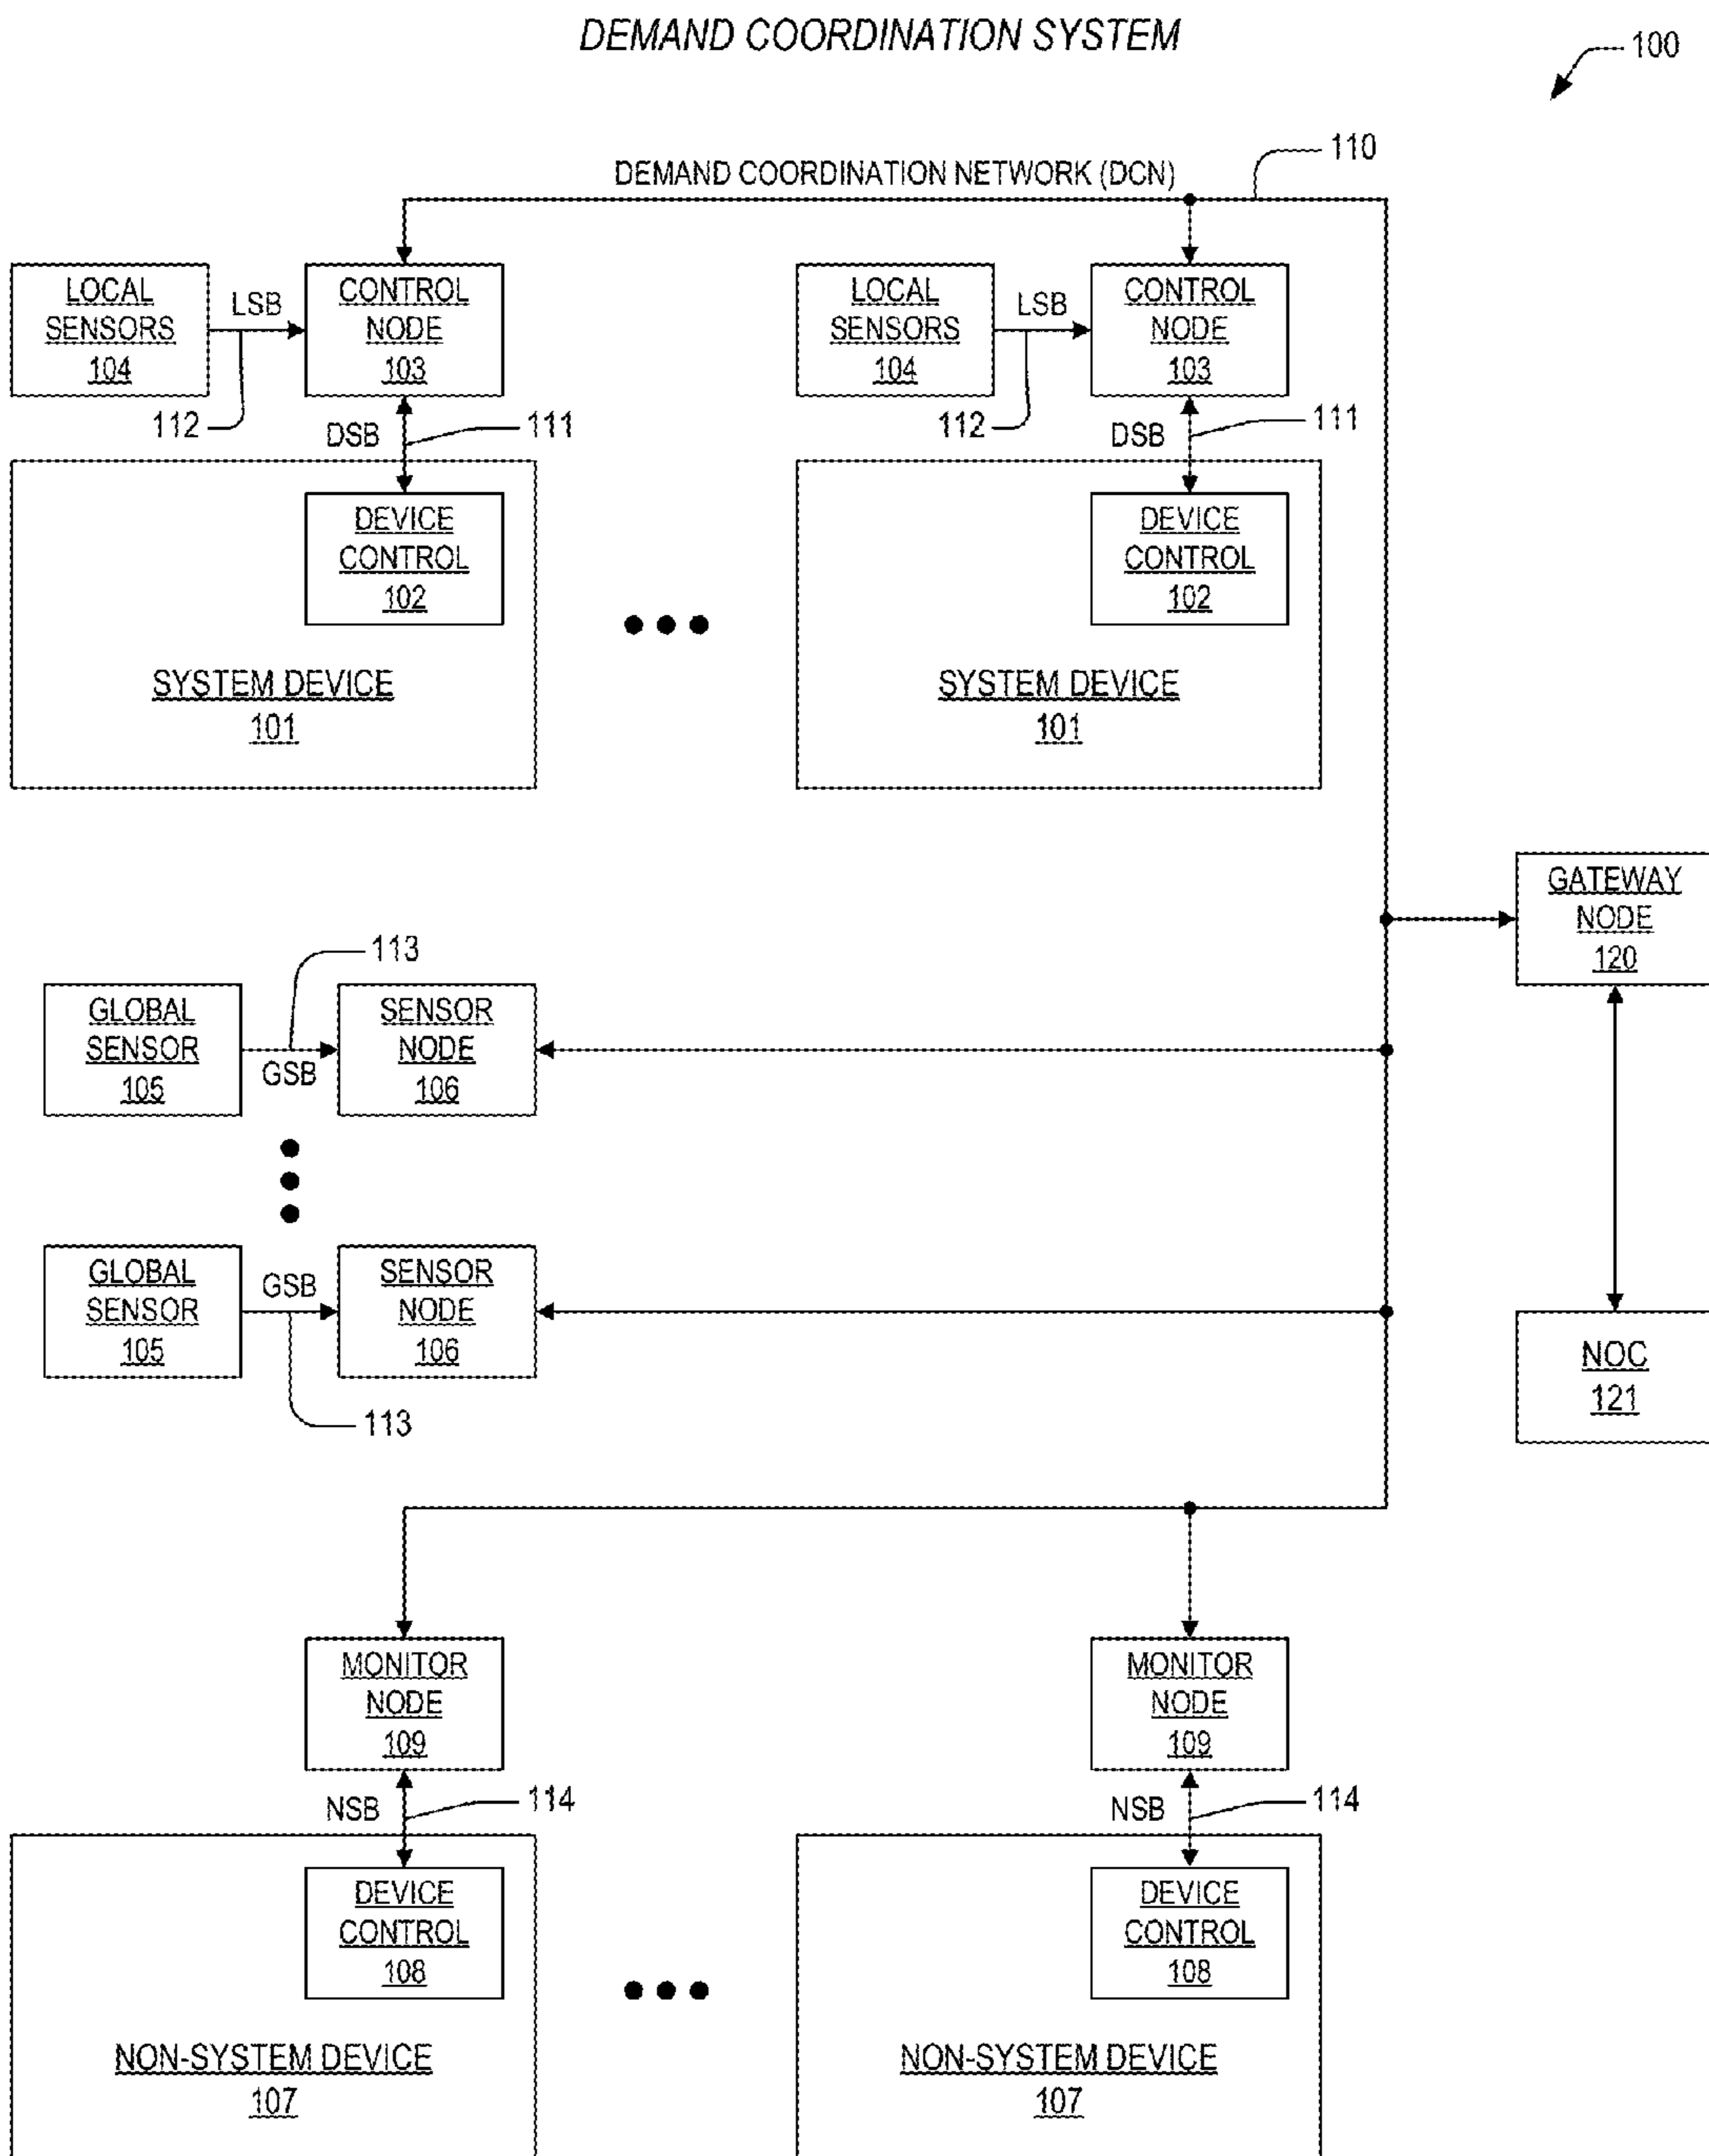 DEMAND COORDINATION SYSTEM
100
110
DEMAND COORDINATION NETWORK (DCN)
LOCAL
SENSORS
104
LSB
CONTROL
NODE
103
LOCAL
SENSORS
104
LSB
CONTROL
NODE
103
112
DSB
111
112
DSB
111
DEVICE
CONTROL
102
DEVICE
CONTROL
102
SYSTEM DEVICE
101
SYSTEM DEVICE
101
GATEWAY
NODE
120
113
GLOBAL
SENSOR
105
GSB
SENSOR
NODE
106
GLOBAL
SENSOR
105
GSB
SENSOR
NODE
106
113
NOC
121
MONITOR
NODE
109
MONITOR
NODE
109
NSB
114
NSB
114
DEVICE
CONTROL
108
DEVICE
CONTROL
108
NON-SYSTEM DEVICE
107
NON-SYSTEM DEVICE
107